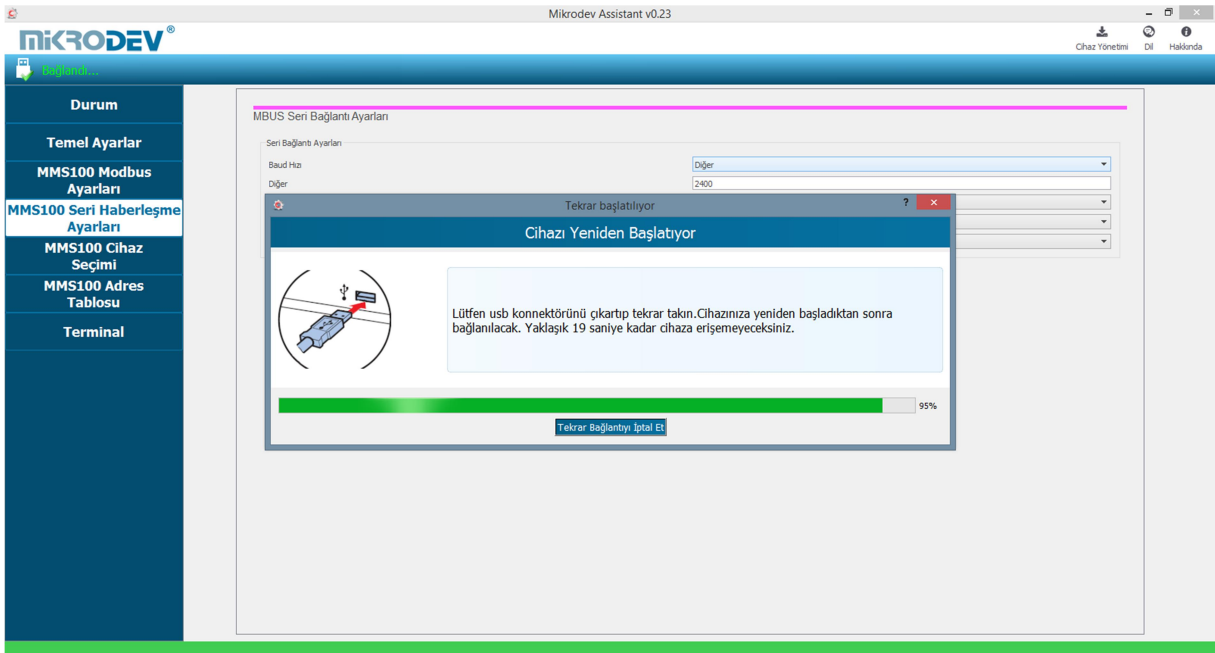 Mikrodev Assistant v0.23
MiKRODEV®
Cihaz Yönetimi
Dil
Hakkında
Bağlandı...
Durum
Temel Ayarlar
MMS100 Modbus
Ayarları
MMS100 Seri Haberleşme
Ayarları
MMS100 Cihaz
Seçimi
MMS100 Adres
Tablosu
Terminal
MBUS Seri Bağlantı Ayarları
Seri Bağlantı Ayarları
Baud Hızı
Diğer
Diğer
2400
Tekrar başlatılıyor
?
Cihazı Yeniden Başlatıyor
Lütfen usb konnektörünü çıkartıp tekrar takın.Cihazınıza yeniden başladıktan sonra
bağlanılacak. Yaklaşık 19 saniye kadar cihaza erişemeyeceksiniz.
95%
Tekrar Bağlantıyı İptal Et